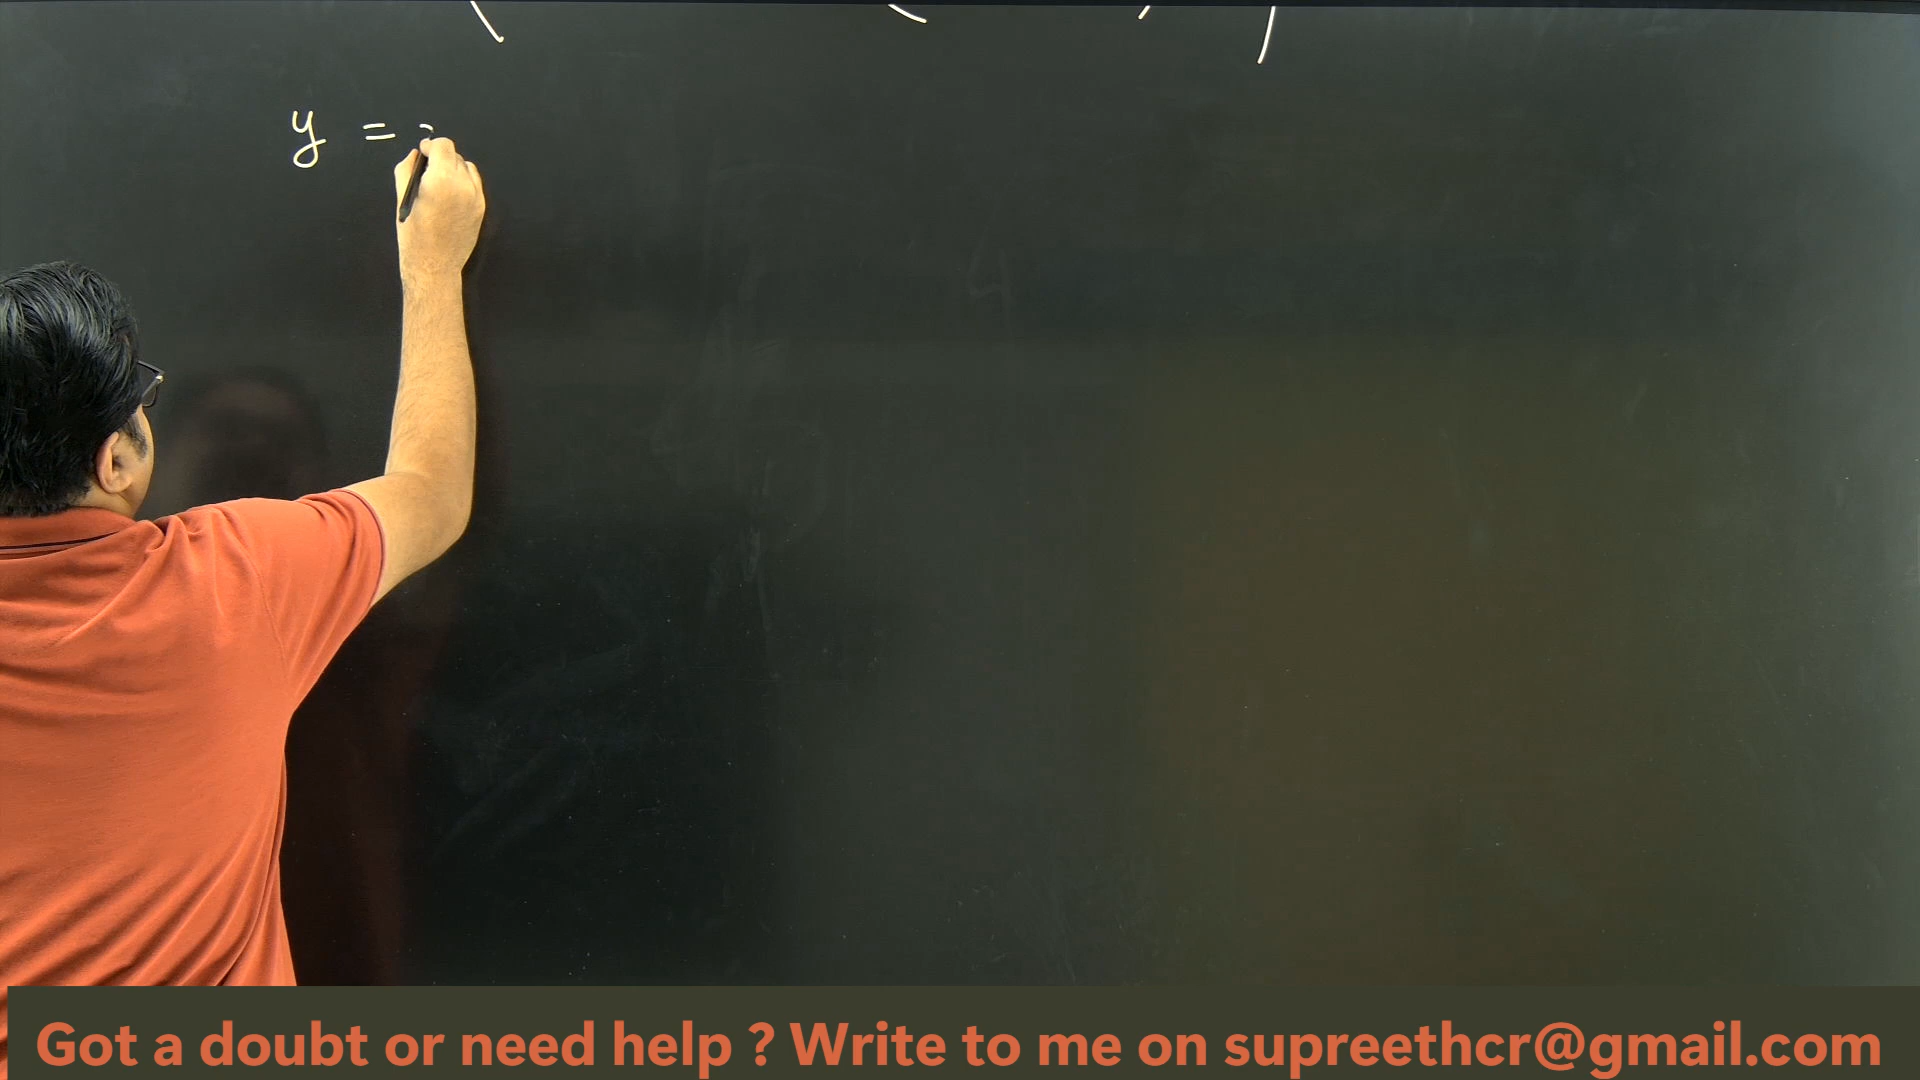 y =
Got a doubt or need help ? Write to me on supreethcr@gmail.com